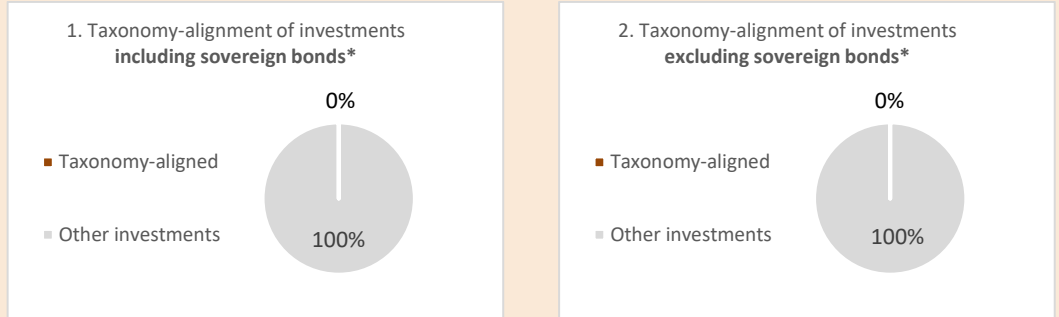 1. Taxonomy-alignment of investments
including sovereign bonds*
0%
Taxonomy-aligned
Other investments
100%
2. Taxonomy-alignment of investments
excluding sovereign bonds*
0%
Taxonomy-aligned
Other investments
100%